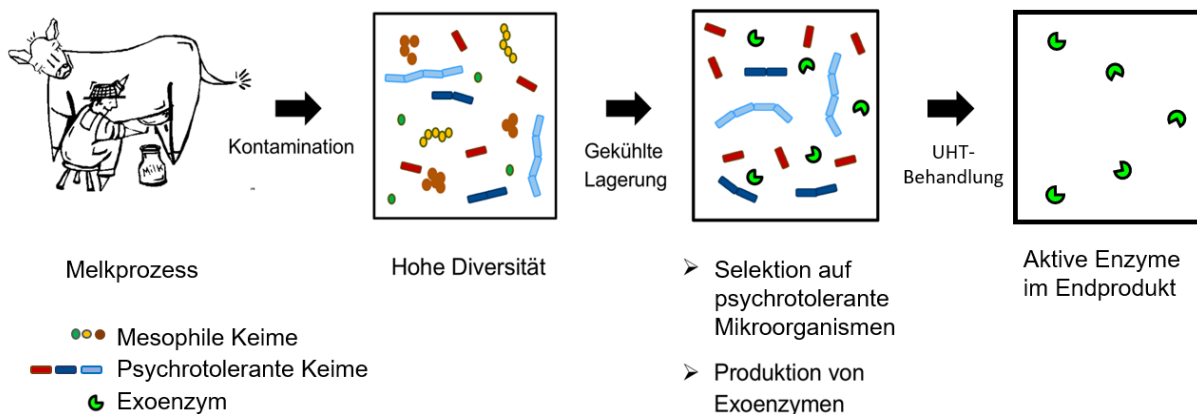 MiLK
Kontamination
Gekühlte
Lagerung
UHT-
Behandlung
Melkprozess
Hohe Diversität
➢ Selektion auf
psychrotolerante
Mikroorganismen
➢ Produktion von
Exoenzymen
Aktive Enzyme
im Endprodukt
Mesophile Keime
Psychrotolerante Keime
Exoenzym